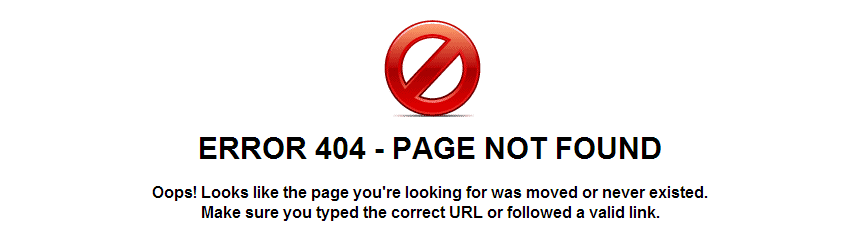 ERROR 404 - PAGE NOT FOUND
Oops! Looks like the page you're looking for was moved or never existed.
Make sure you typed the correct URL or followed a valid link.